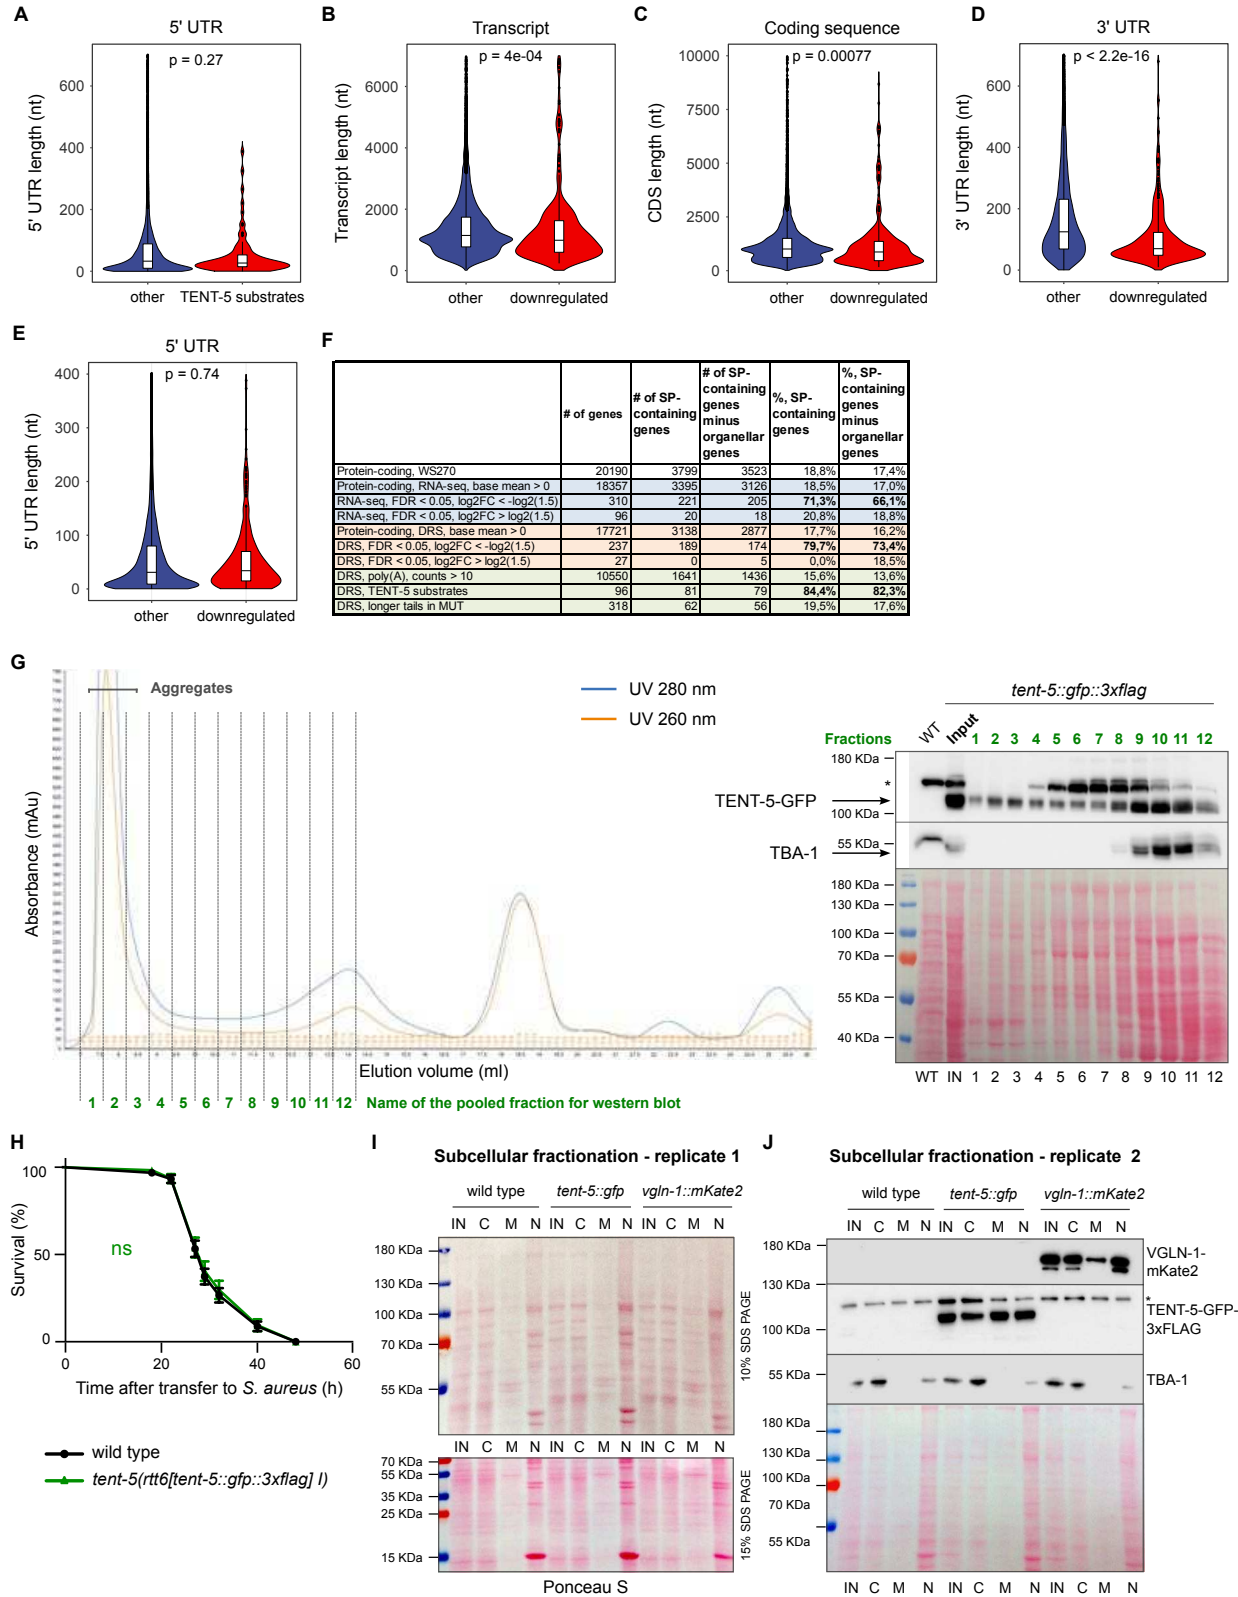 A
5' UTR
p = 0.27
5' UTR length (nt)
600
400
200
0
other
TENT-5 substrates
B
Transcript
p = 4e-04
Transcript length (nt)
6000
4000
2000
0
other
downregulated
C
Coding sequence
p = 0.00077
CDS length (nt)
10000
7500
5000
2500
0
other
downregulated
D
3' UTR
p < 2.2e-16
3' UTR length (nt)
600
400
200
0
other
downregulated
E
5' UTR
p = 0.74
5' UTR length (nt)
400
300
200
100
0
other
downregulated
F
# of genes
# of SP-
containing
genes
# of SP-
containing
genes
minus
organellar
genes
%, SP-
containing
genes
%, SP-
containing
genes
minus
organellar
genes
Protein-coding, WS270 20190 3799 3523 18,8% 17,4%
Protein-coding, RNA-seq, base mean > 0 18357 3395 3126 18,5% 17,0%
RNA-seq, FDR < 0.05, log2FC < -log2(1.5) 310 221 205 71,3% 66,1%
RNA-seq, FDR < 0.05, log2FC > log2(1.5) 96 20 18 20,8% 18,8%
Protein-coding, DRS, base mean > 0 17721 3138 2877 17,7% 16,2%
DRS, FDR < 0.05, log2FC < -log2(1.5) 237 189 174 79,7% 73,4%
DRS, FDR < 0.05, log2FC > log2(1.5) 27 0 5 0,0% 18,5%
DRS, poly(A), counts > 10 10550 1641 1436 15,6% 13,6%
DRS, TENT-5 substrates 96 81 79 84,4% 82,3%
DRS, longer tails in MUT 318 62 56 19,5% 17,6%
G
Aggregates
UV 280 nm
UV 260 nm
Absorbance (mAu)
Elution volume (ml)
1 2 3 4 5 6 7 8 9 10 11 12 Name of the pooled fraction for western blot
tent-5::gfp::3xflag
WT Input
Fractions 1 2 3 4 5 6 7 8 9 10 11 12
180 KDa
*
TENT-5-GFP
100 KDa
55 KDa
TBA-1
180 KDa
130 KDa
100 KDa
70 KDa
55 KDa
40 KDa
WT IN 1 2 3 4 5 6 7 8 9 10 11 12
H
Survival (%)
100
50
0
ns
0 20 40 60
Time after transfer to S. aureus (h)
wild type
tent-5(rtt6[tent-5::gfp::3xflag] I)
I
Subcellular fractionation - replicate 1
wild type tent-5::gfp vgln-1::mKate2
IN C M N IN C M N IN C M N
180 KDa
130 KDa
100 KDa
70 KDa
55 KDa
10% SDS PAGE
IN C M N IN C M N IN C M N
70 KDa
55 KDa
35 KDa
25 KDa
15 KDa
15% SDS PAGE
Ponceau S
J
Subcellular fractionation - replicate 2
wild type tent-5::gfp vgln-1::mKate2
IN C M N IN C M N IN C M N
180 KDa
VGLN-1-
mKate2
130 KDa
*
TENT-5-GFP-
3xFLAG
100 KDa
55 KDa
TBA-1
180 KDa
130 KDa
100 KDa
70 KDa
55 KDa
IN C M N IN C M N IN C M N